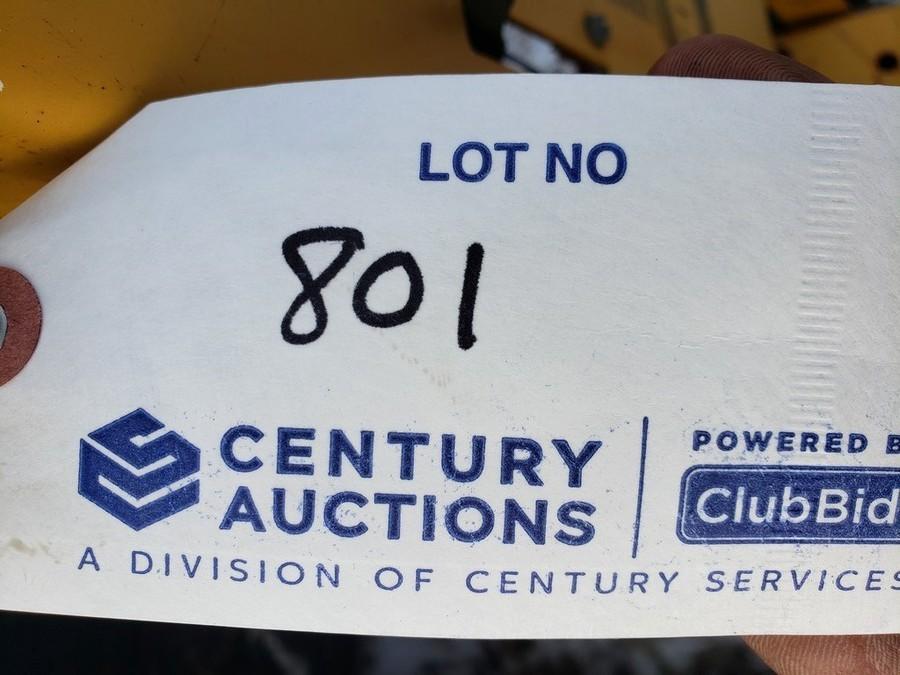 LOT NO
801
CENTURY
AUCTIONS
A DIVISION OF CENTURY SERVICES
POWERED
ClubBid